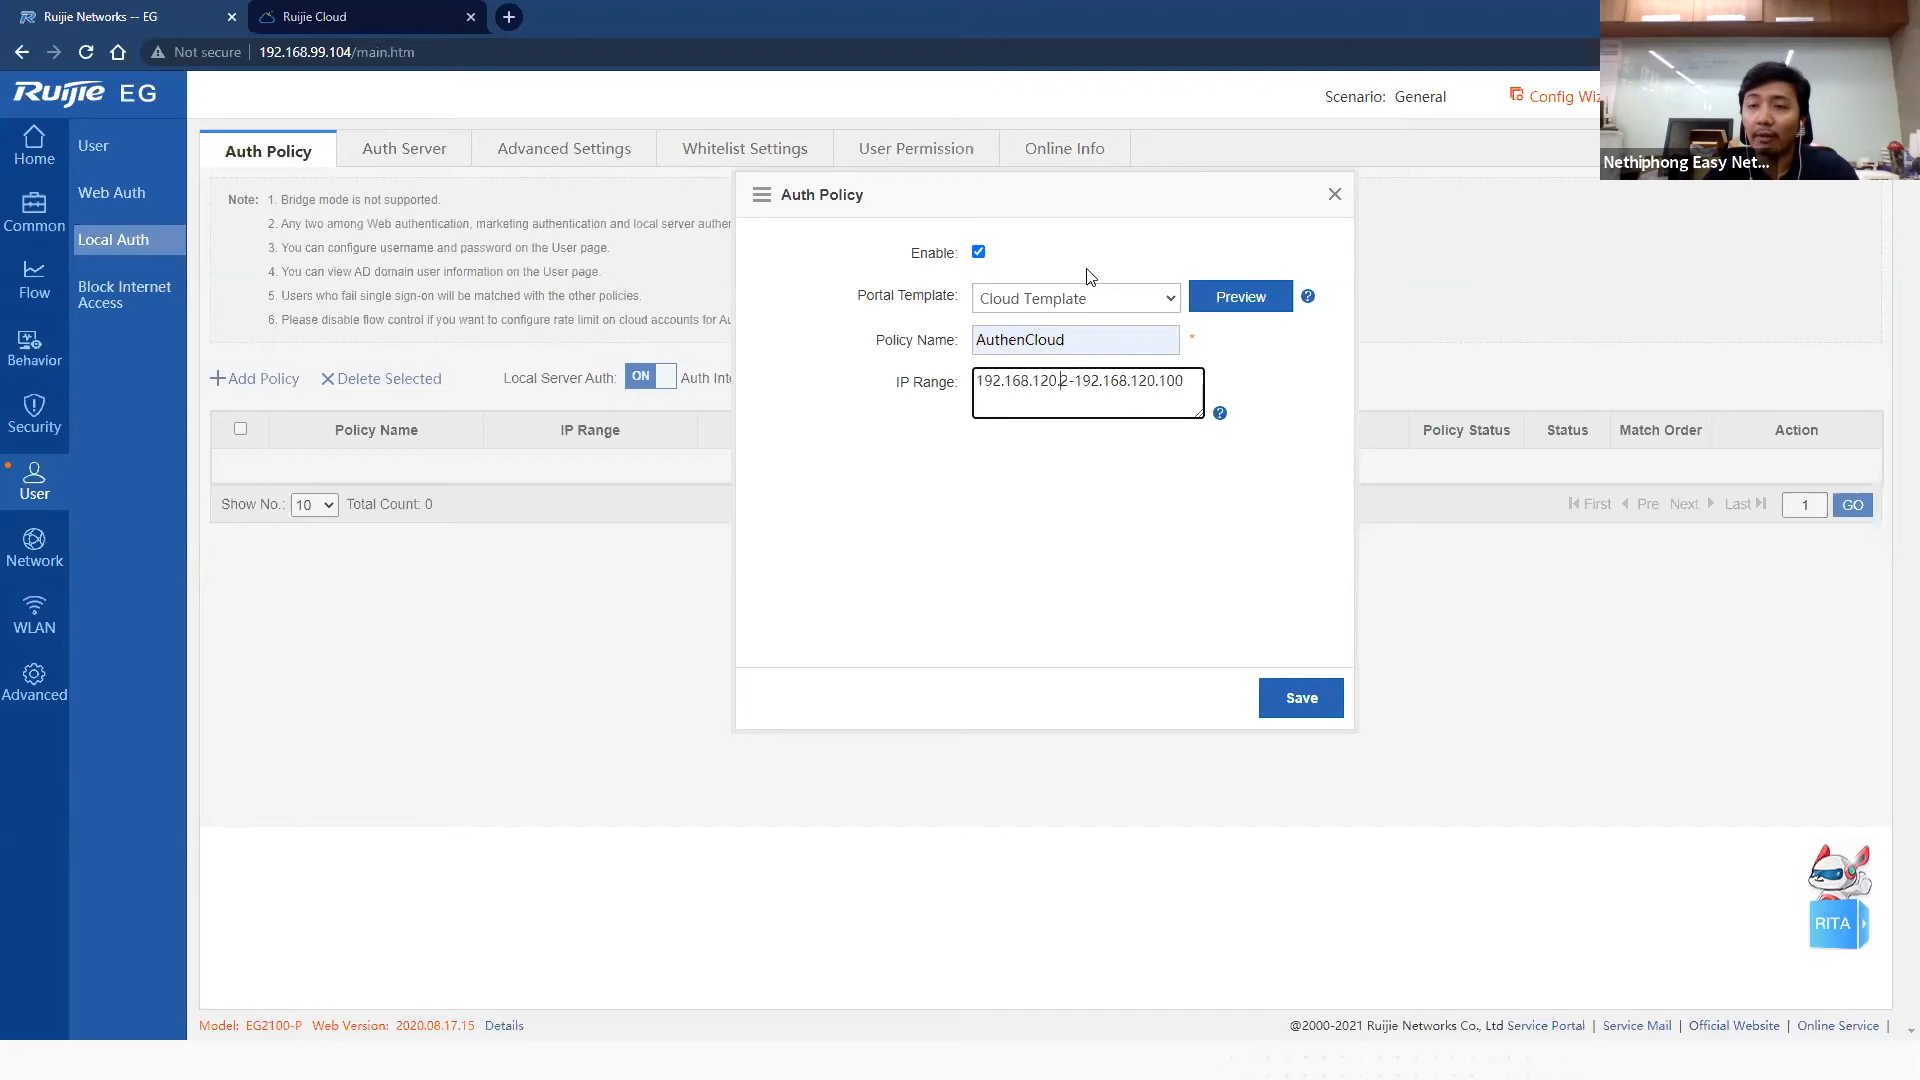 Ruijie Networks -- EG
Ruijie Cloud
Not secure
192.168.99.104/main.htm
Ruijie EG
Scenario: General
Config Wiz
Nethiphong Easy Net...
Home
Common
Flow
Behavior
Security
User
Network
WLAN
Advanced
User
Web Auth
Local Auth
Block Internet
Access
Auth Policy
Auth Server
Advanced Settings
Whitelist Settings
User Permission
Online Info
Note: 1. Bridge mode is not supported.
2. Any two among Web authentication, marketing authentication and local server authen
3. You can configure username and password on the User page.
4. You can view AD domain user information on the User page.
5. Users who fail single sign-on will be matched with the other policies.
6. Please disable flow control if you want to configure rate limit on cloud accounts for Au
Add Policy
Delete Selected
Local Server Auth: ON
Auth Inte
Policy Name
IP Range
Policy Status
Status
Match Order
Action
Show No.: 10 Total Count: 0
First Pre Next Last 1 GO
Auth Policy
Enable:
Portal Template: Cloud Template Preview
Policy Name: AuthenCloud *
IP Range: 192.168.120.2-192.168.120.100
Save
RITA
Model: EG2100-P Web Version: 2020.08.17.15 Details
@2000-2021 Ruijie Networks Co., Ltd Service Portal | Service Mail | Official Website | Online Service |